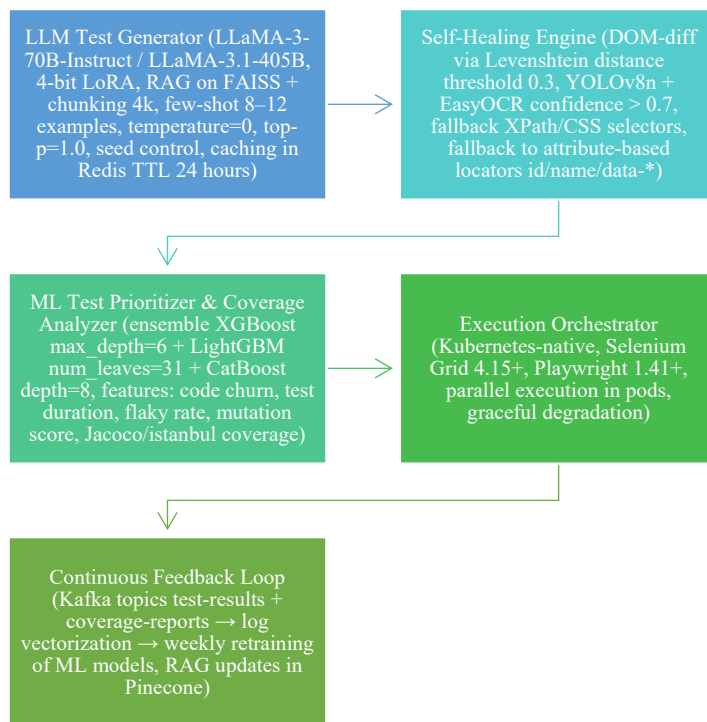 LLM Test Generator (LLaMA-3-
70B-Instruct / LLaMA-3.1-405B,
4-bit LoRA, RAG on FAISS +
chunking 4k, few-shot 8–12
examples, temperature=0, top-
p=1.0, seed control, caching in
Redis TTL 24 hours)
Self-Healing Engine (DOM-diff
via Levenshtein distance
threshold 0.3, YOLOv8n +
EasyOCR confidence > 0.7,
fallback XPath/CSS selectors,
fallback to attribute-based
locators id/name/data-*)
ML Test Prioritizer & Coverage
Analyzer (ensemble XGBoost
max_depth=6 + LightGBM
num_leaves=31 + CatBoost
depth=8, features: code churn, test
duration, flaky rate, mutation
score, Jacoco/istanbul coverage)
Execution Orchestrator
(Kubernetes-native, Selenium
Grid 4.15+, Playwright 1.41+,
parallel execution in pods,
graceful degradation)
Continuous Feedback Loop
(Kafka topics test-results +
coverage-reports → log
vectorization → weekly retraining
of ML models, RAG updates in
Pinecone)